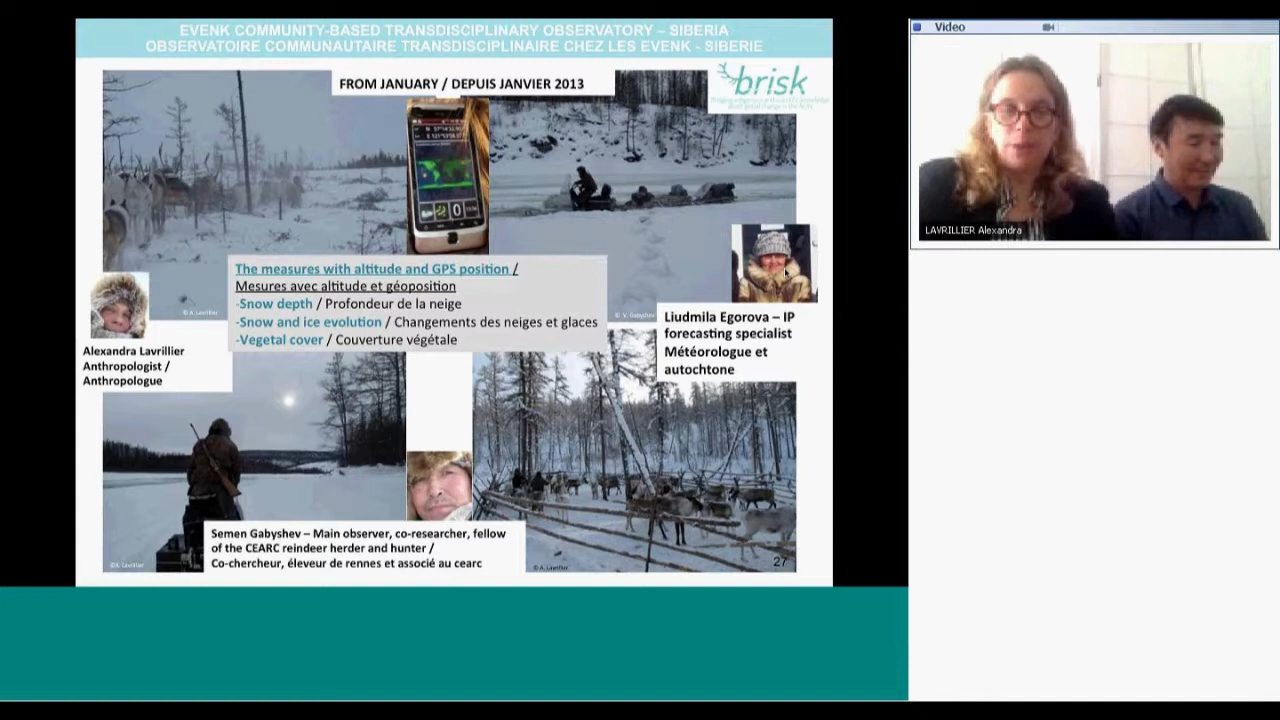 EVENK COMMUNITY-BASED TRANSDISCIPLINARY OBSERVATORY – SIBERIA
OBSERVATOIRE COMMUNAUTAIRE TRANSDISCIPLINAIRE CHEZ LES EVENK - SIBERIE
FROM JANUARY / DEPUIS JANVIER 2013
brisk
The measures with altitude and GPS position /
Mesures avec altitude et géoposition
-Snow depth / Profondeur de la neige
-Snow and ice evolution / Changements des neiges et glaces
-Vegetal cover / Couverture végétale
© A. Lavrillier
© V. Gabyshev
Alexandra Lavrillier
Anthropologist /
Anthropologue
Liudmila Egorova – IP
forecasting specialist
Météorologue et
autochtone
Semen Gabyshev – Main observer, co-researcher, fellow
of the CEARC reindeer herder and hunter /
Co-chercheur, éleveur de rennes et associé au cearc
©A. Lavrillier
© A. Lavrillier
27
Video
LAVRILLIER Alexandra